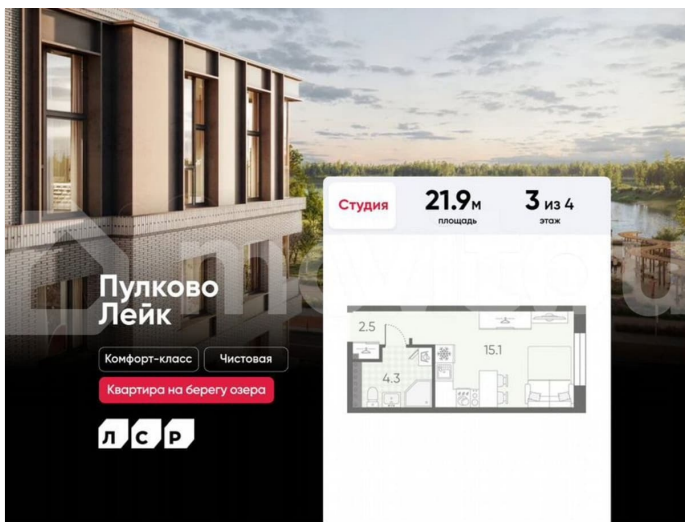 Студия
21.9м
площадь
3 из 4
этаж
Пулково
Лейк
Комфорт-класс
Чистовая
Квартира на берегу озера
ЛСР
2.5
4.3
15.1